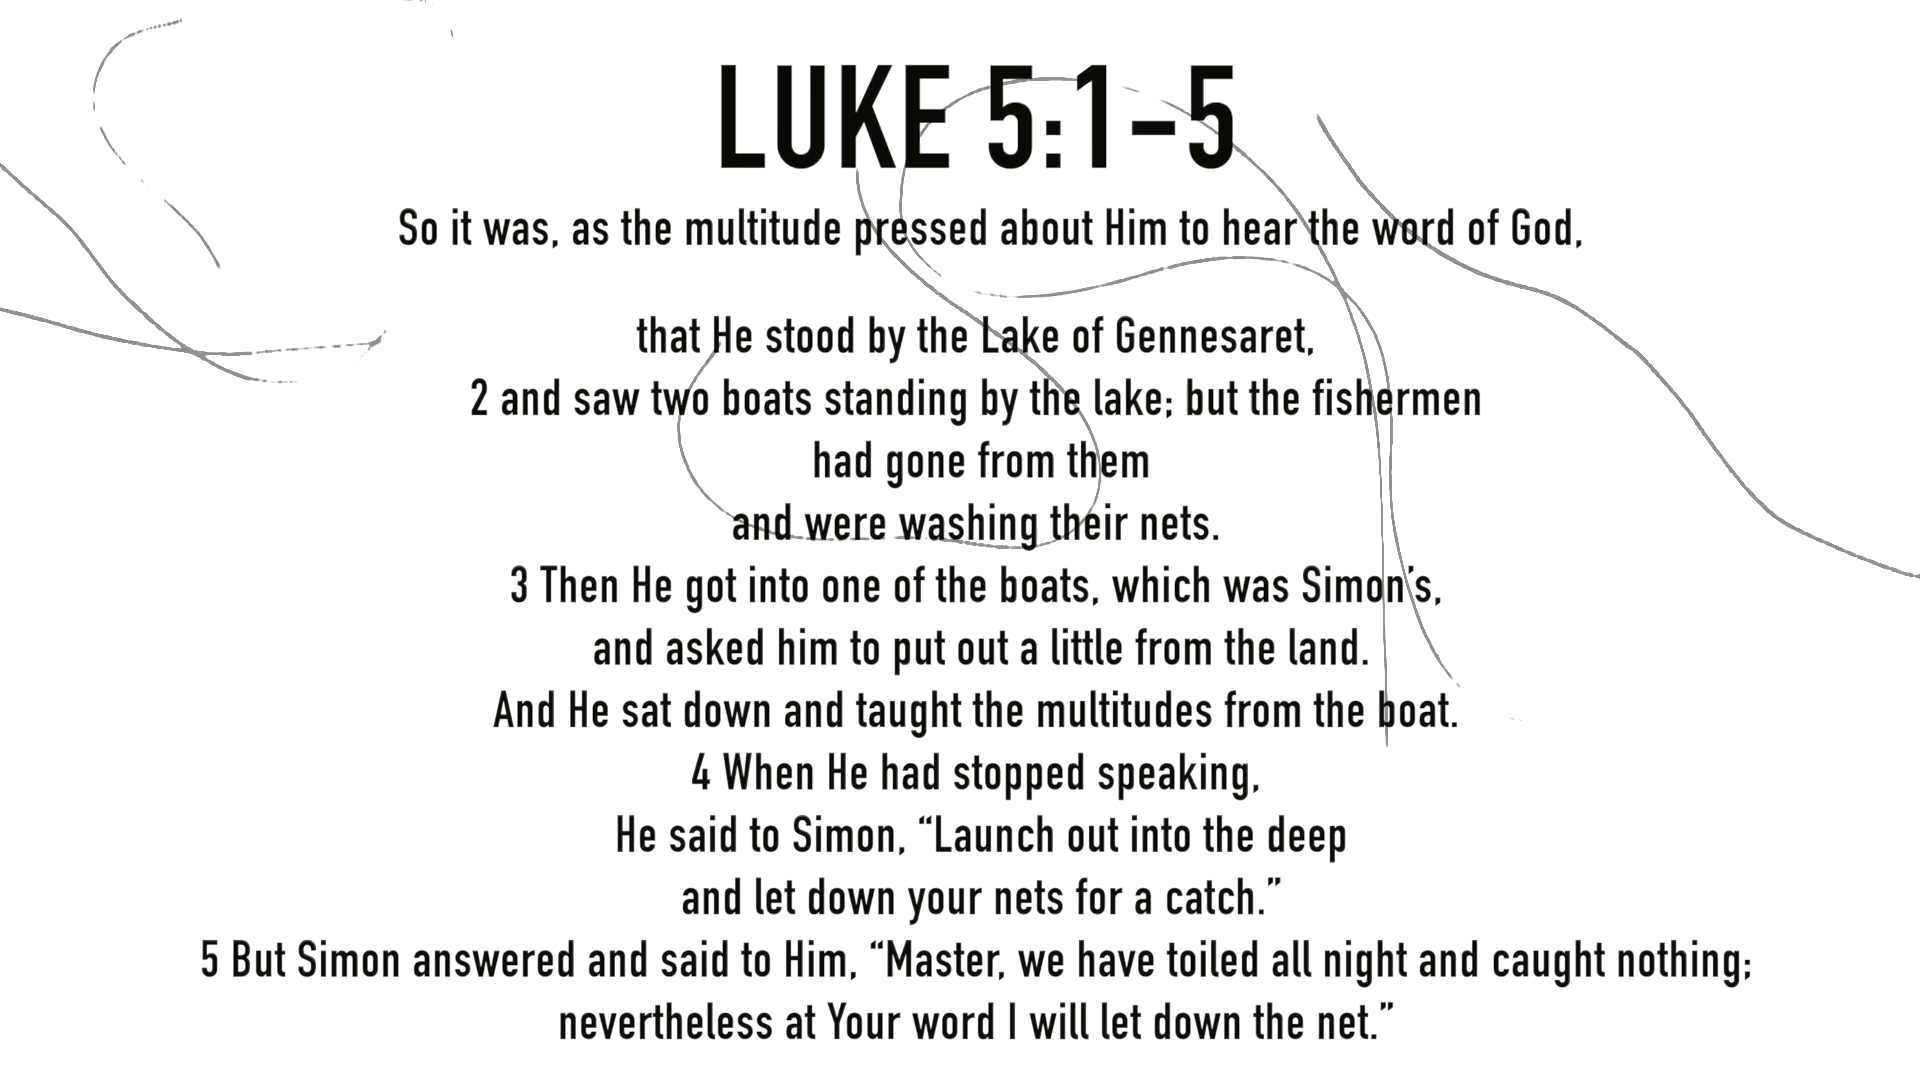 LUKE 5:1–5
So it was, as the multitude pressed about Him to hear the word of God,
that He stood by the Lake of Gennesaret,
2 and saw two boats standing by the lake; but the fishermen
had gone from them
and were washing their nets.
3 Then He got into one of the boats, which was Simon’s,
and asked him to put out a little from the land.
And He sat down and taught the multitudes from the boat.
4 When He had stopped speaking,
He said to Simon, “Launch out into the deep
and let down your nets for a catch.”
5 But Simon answered and said to Him, “Master, we have toiled all night and caught nothing;
nevertheless at Your word I will let down the net.”